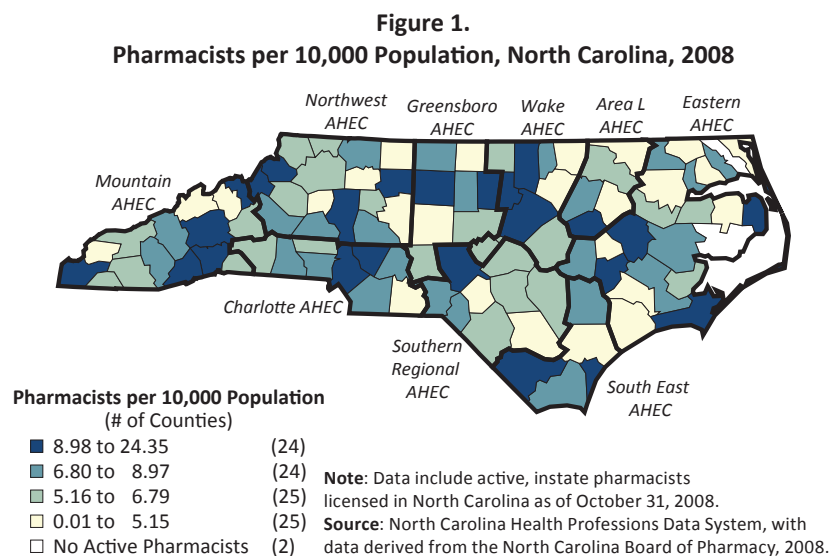 Figure 1.
Pharmacists per 10,000 Population, North Carolina, 2008
Northwest
AHEC
Greensboro
AHEC
Wake
AHEC
Area L
AHEC
Eastern
AHEC
Mountain
AHEC
Charlotte AHEC
Southern
Regional
AHEC
South East
AHEC
Pharmacists per 10,000 Population
(# of Counties)
8.98 to 24.35 (24)
6.80 to 8.97 (24)
5.16 to 6.79 (25)
0.01 to 5.15 (25)
No Active Pharmacists (2)
Note: Data include active, instate pharmacists
licensed in North Carolina as of October 31, 2008.
Source: North Carolina Health Professions Data System, with
data derived from the North Carolina Board of Pharmacy, 2008.